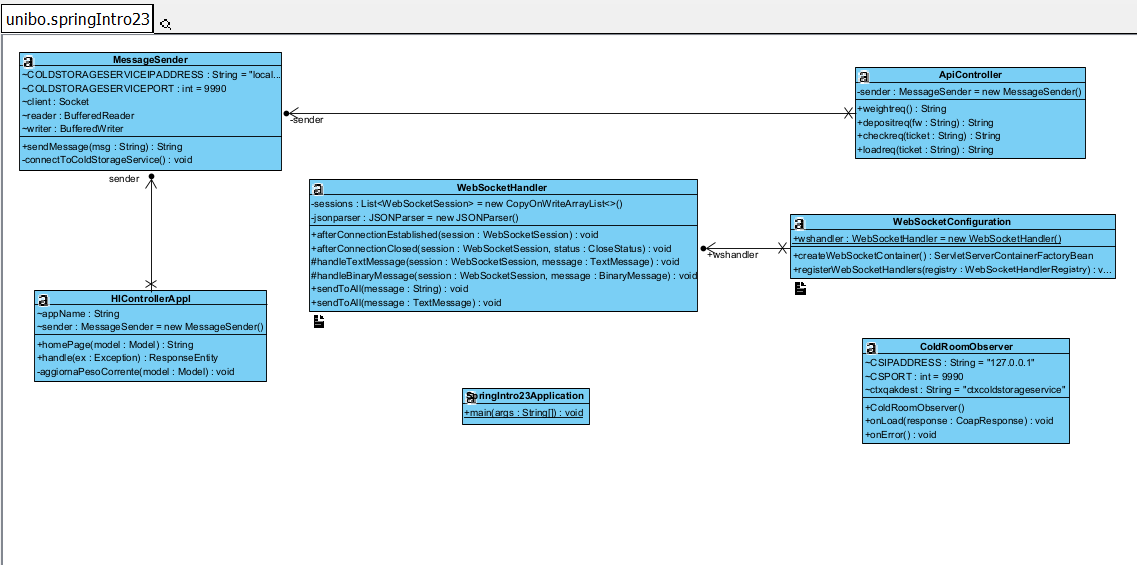 unibo.springIntro23
MessageSender
~COLDSTORAGESERVICEIPADDRESS : String = "local...
~COLDSTORAGESERVICEPORT : int = 9990
~client : Socket
~reader : BufferedReader
~writer : BufferedWriter
+sendMessage(msg : String) : String
-connectToColdStorageService() : void
-sender
ApiController
-sender : MessageSender = new MessageSender()
+weightreq() : String
+depositreq(fw : String) : String
+checkreq(ticket : String) : String
+loadreq(ticket : String) : String
sender
WebSocketHandler
-sessions : List<WebSocketSession> = new CopyOnWriteArrayList<>()
-jsonparser : JSONParser = new JSONParser()
+afterConnectionEstablished(session : WebSocketSession) : void
+afterConnectionClosed(session : WebSocketSession, status : CloseStatus) : void
#handleTextMessage(session : WebSocketSession, message : TextMessage) : void
#handleBinaryMessage(session : WebSocketSession, message : BinaryMessage) : void
+sendToAll(message : String) : void
+sendToAll(message : TextMessage) : void
+wshandler
WebSocketConfiguration
+wshandler : WebSocketHandler = new WebSocketHandler()
+createWebSocketContainer() : ServletServerContainerFactoryBean
+registerWebSocketHandlers(registry : WebSocketHandlerRegistry) : v...
HIControllerAppl
~appName : String
~sender : MessageSender = new MessageSender()
+homePage(model : Model) : String
+handle(ex : Exception) : ResponseEntity
-aggiornaPesoCorrente(model : Model) : void
SpringIntro23Application
+main(args : String[]) : void
ColdRoomObserver
~CSIPADDRESS : String = "127.0.0.1"
~CSPORT : int = 9990
~ctxqakdest : String = "ctxcoldstorageservice"
+ColdRoomObserver()
+onLoad(response : CoapResponse) : void
+onError() : void